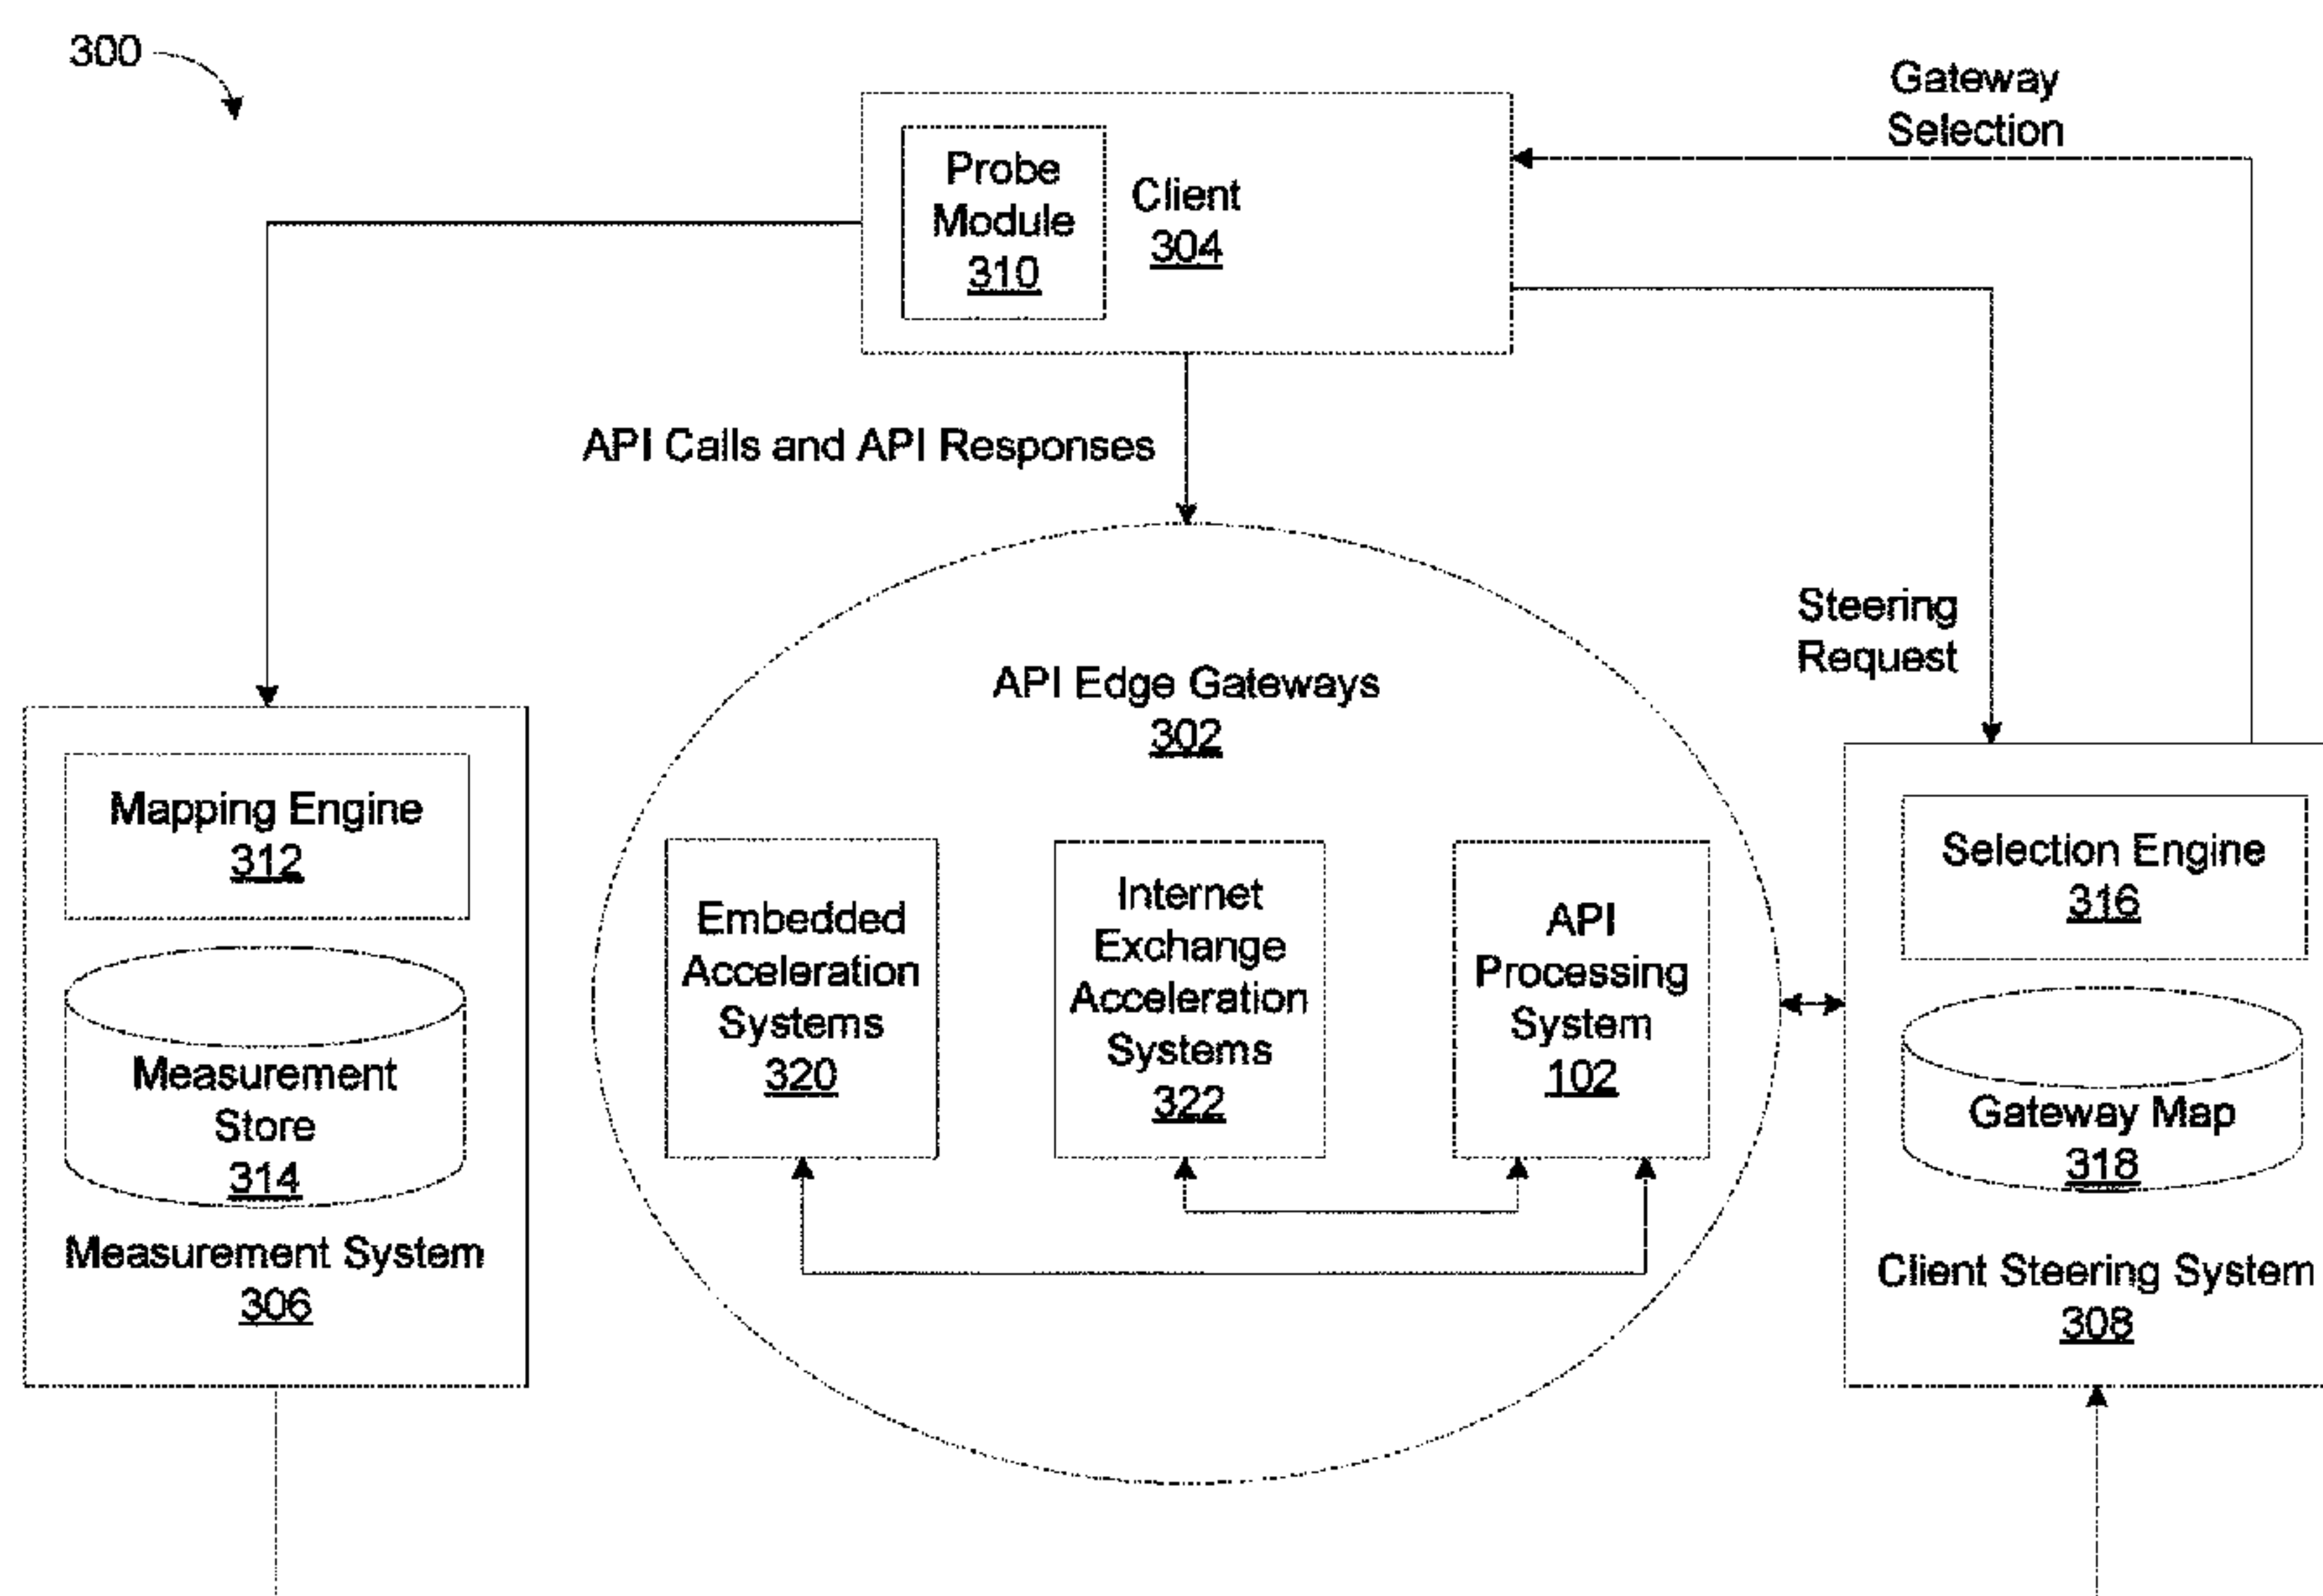 300
Gateway
Selection
Probe
Module
310
Client
304
API Calls and API Responses
Steering
Request
API Edge Gateways
302
Mapping Engine
312
Measurement
Store
314
Measurement System
306
Embedded
Acceleration
Systems
320
Internet
Exchange
Acceleration
Systems
322
API
Processing
System
102
Selection Engine
316
Gateway Map
318
Client Steering System
308